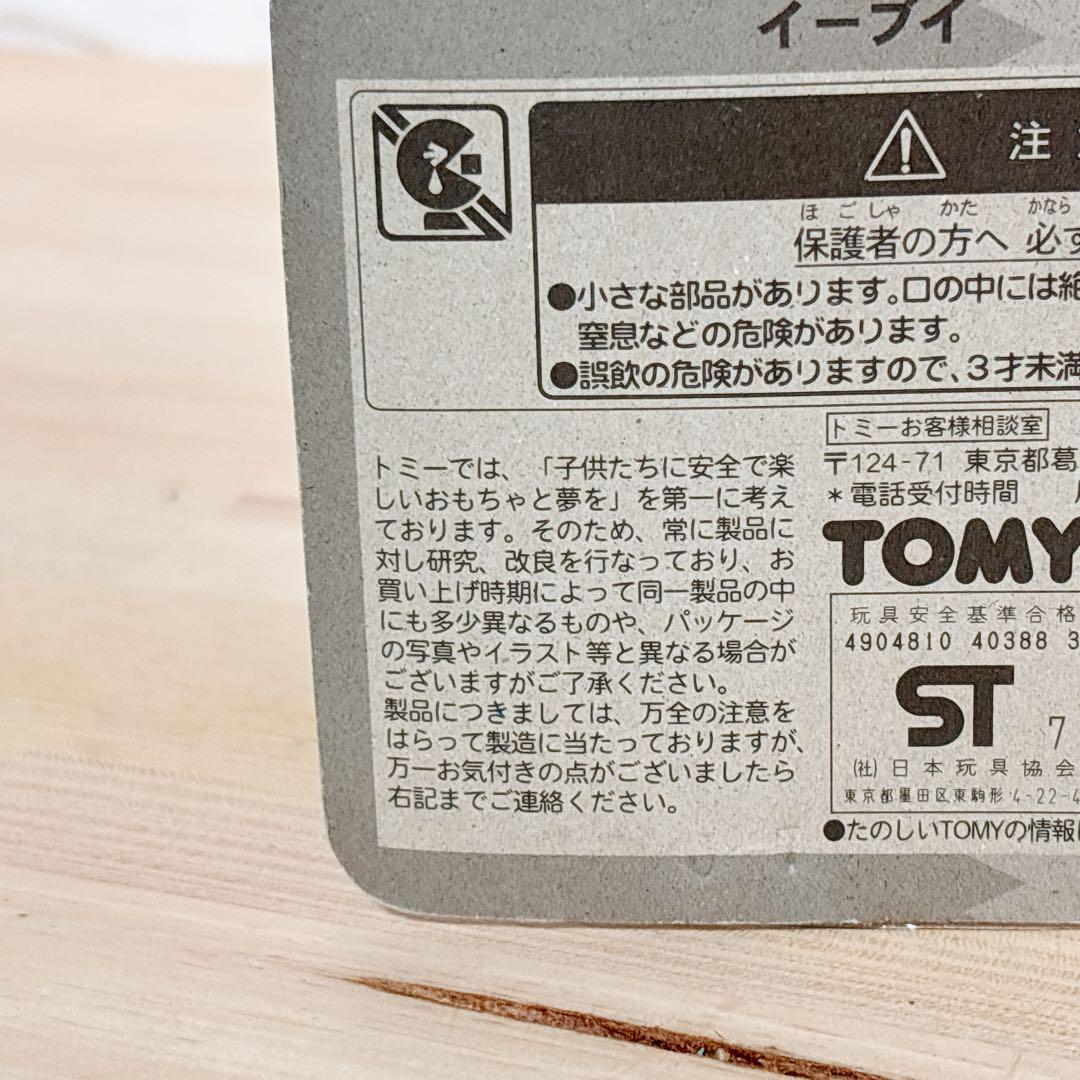 イーブイ
注
ほごしゃ かた かなら
保護者の方へ 必ず
●小さな部品があります。口の中には絶
窒息などの危険があります。
●誤飲の危険がありますので、3才未満
トミーでは、「子供たちに安全で楽
しいおもちゃと夢を」を第一に考え
ております。そのため、常に製品に
対し研究、改良を行なっており、お
買い上げ時期によって同一製品の中
にも多少異なるものや、パッケージ
の写真やイラスト等と異なる場合が
ございますがご了承ください。
製品につきましては、万全の注意を
はらって製造に当たっておりますが、
万一お気付きの点がございましたら
右記までご連絡ください。
トミーお客様相談室
〒124-71 東京都葛
*電話受付時間
TOMY
玩具安全基準合格
4904810 40388 3
ST 7
(社)日本玩具協会
東京都墨田区東駒形 4-22-4
●たのしいTOMYの情報は